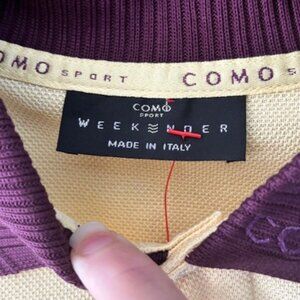 COMO SPORT COMO S
COMO
SPORT
WEEKENDER
MADE IN ITALY